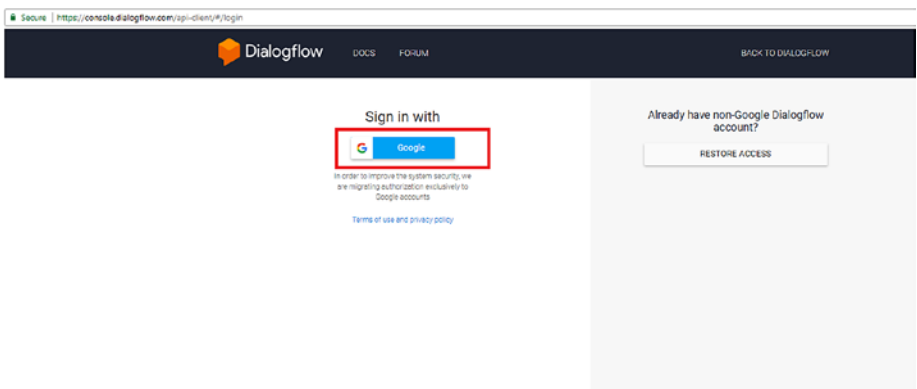 Secure | https://console.dialogflow.com/api-client/#/login
Dialogflow DOCS FORUM BACK TO DIALOGFLOW
Sign in with
G Google
In order to improve the system security, we
are migrating authorization exclusively to
Google accounts
Terms of use and privacy policy
Already have non-Google Dialogflow
account?
RESTORE ACCESS